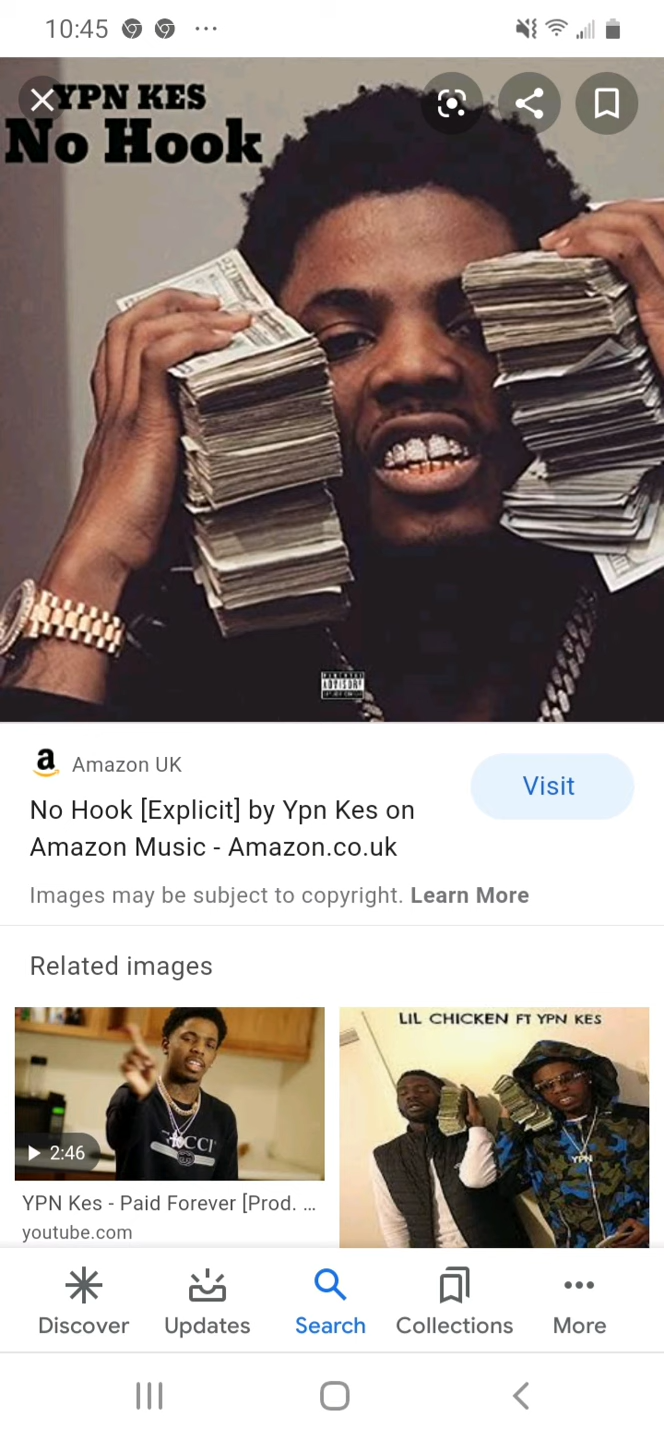 10:45
YPN KES
No Hook
ADVISORY
a
Amazon UK
Visit
No Hook [Explicit] by Ypn Kes on
Amazon Music - Amazon.co.uk
Images may be subject to copyright. Learn More
Related images
LIL CHICKEN FT YPN KES
YPN
2:46
YPN Kes - Paid Forever [Prod. ...
youtube.com
Discover Updates Search Collections More